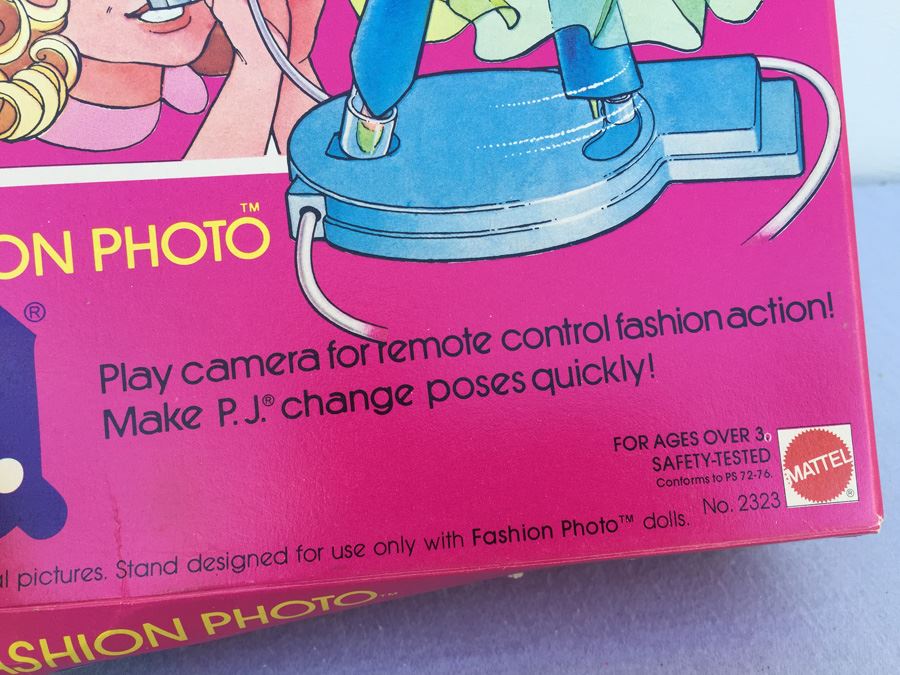 ON PHOTO™
®
Play camera for remote control fashion action!
Make P.J.® change poses quickly!
FOR AGES OVER 3.
SAFETY-TESTED
Conforms to PS 72-76.
No. 2323
MATTEL
®
pictures. Stand designed for use only with Fashion Photo™ dolls.
ASHION PHOTO™